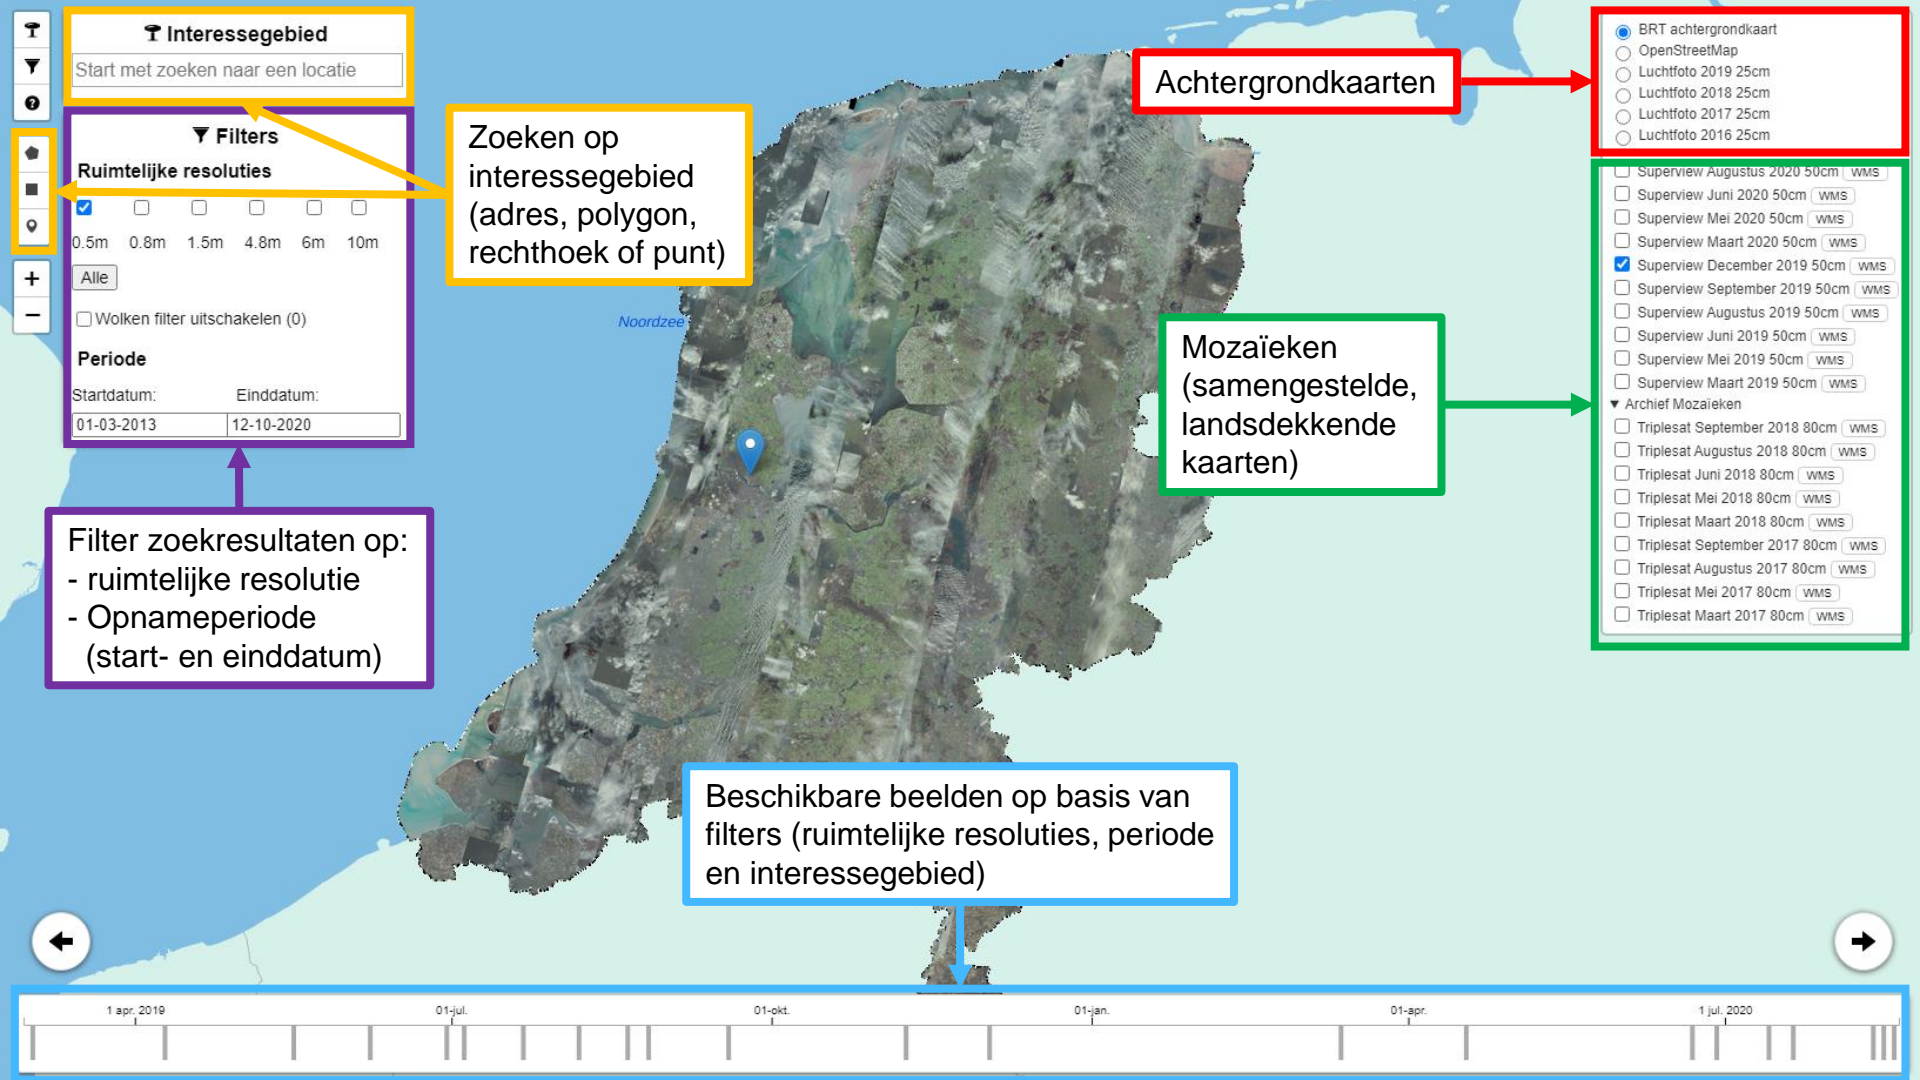 Interessegebied
Start met zoeken naar een locatie
Filters
Ruimtelijke resoluties
0.5m 0.8m 1.5m 4.8m 6m 10m
Alle
Wolken filter uitschakelen (0)
Periode
Startdatum: Einddatum:
01-03-2013 12-10-2020
Filter zoekresultaten op:
- ruimtelijke resolutie
- Opnameperiode
(start- en einddatum)
Zoeken op
interessegebied
(adres, polygon,
rechthoek of punt)
Noordzee
Achtergrondkaarten
BRT achtergrondkaart
OpenStreetMap
Luchtfoto 2019 25cm
Luchtfoto 2018 25cm
Luchtfoto 2017 25cm
Luchtfoto 2016 25cm
Mozaïeken
(samengestelde,
landsdekkende
kaarten)
Superview Augustus 2020 50cm WMS
Superview Juni 2020 50cm WMS
Superview Mei 2020 50cm WMS
Superview Maart 2020 50cm WMS
Superview December 2019 50cm WMS
Superview September 2019 50cm WMS
Superview Augustus 2019 50cm WMS
Superview Juni 2019 50cm WMS
Superview Mei 2019 50cm WMS
Superview Maart 2019 50cm WMS
Archief Mozaïeken
Triplesat September 2018 80cm WMS
Triplesat Augustus 2018 80cm WMS
Triplesat Juni 2018 80cm WMS
Triplesat Mei 2018 80cm WMS
Triplesat Maart 2018 80cm WMS
Triplesat September 2017 80cm WMS
Triplesat Augustus 2017 80cm WMS
Triplesat Mei 2017 80cm WMS
Triplesat Maart 2017 80cm WMS
Beschikbare beelden op basis van
filters (ruimtelijke resoluties, periode
en interessegebied)
1 apr. 2019 01-jul. 01-okt. 01-jan. 01-apr. 1 jul. 2020